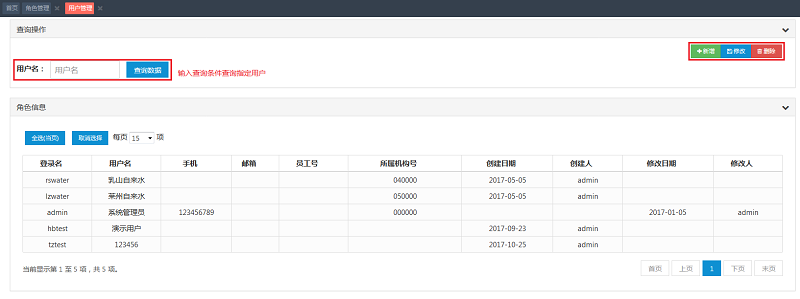 首页 角色管理 × 用户管理 ×
查询操作
新增 修改 删除
用户名： 用户名 查询数据 输入查询条件查询指定用户
角色信息
全选(当页) 取消选择 每页 15 项
登录名 用户名 手机 邮箱 员工号 所属机构号 创建日期 创建人 修改日期 修改人
rswater 乳山自来水 040000 2017-05-05 admin
lzwater 莱州自来水 050000 2017-05-05 admin
admin 系统管理员 123456789 000000 2017-01-05 admin
hbtest 演示用户 2017-09-23 admin
tztest 123456 2017-10-25 admin
当前显示第 1 至 5 项，共 5 项。
首页 上页 1 下页 末页